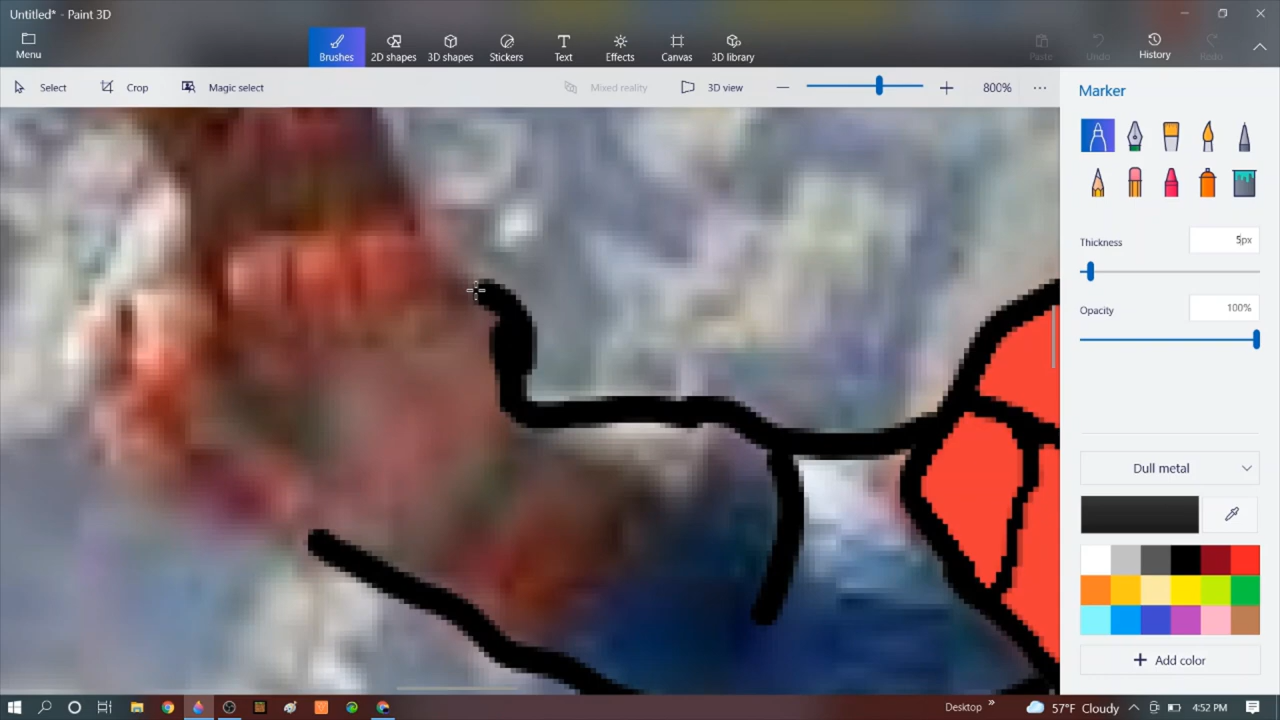 Untitled* - Paint 3D
Menu
Brushes
2D shapes
3D shapes
Stickers
Text
Effects
Canvas
3D library
Paste
Undo
History
Redo
Select
Crop
Magic select
Mixed reality
3D view
800%
Marker
Thickness
5px
Opacity
100%
Dull metal
Add color
Desktop
57°F Cloudy
4:52 PM